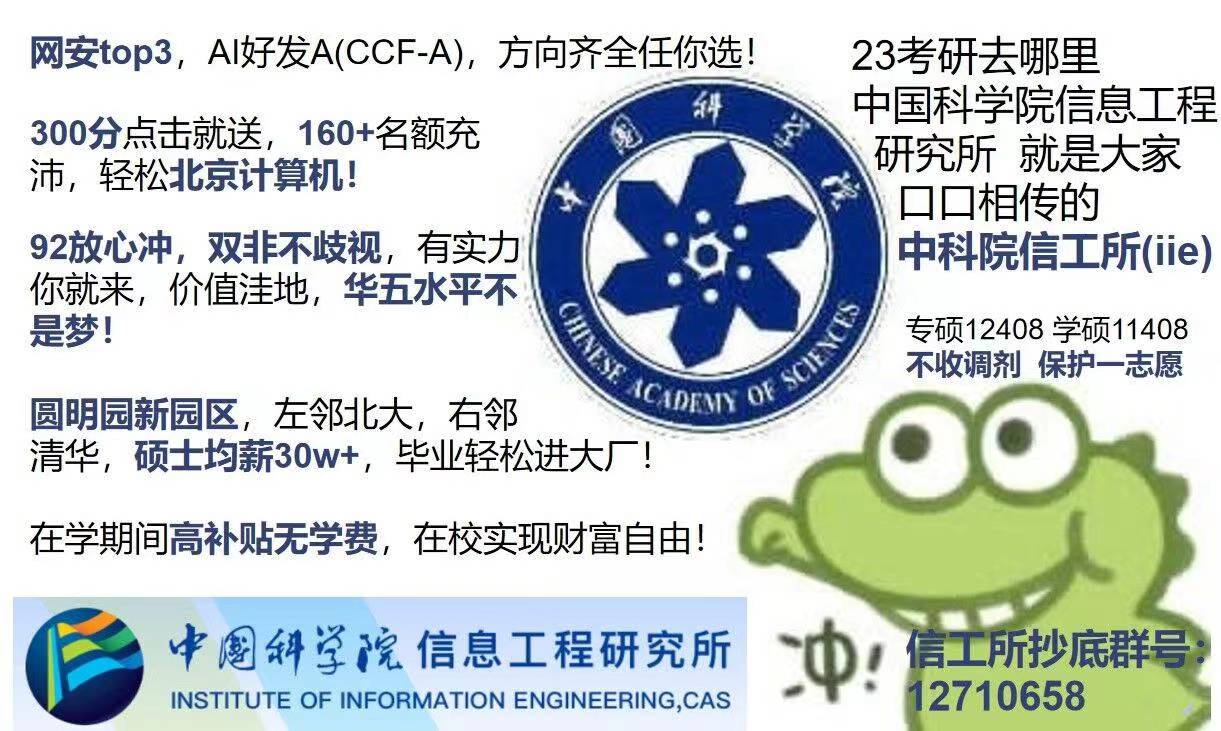 网安top3，AI好发A(CCF-A)，方向齐全任你选！
300分点击就送，160+名额充
沛，轻松北京计算机！
92放心冲，双非不歧视，有实力
你就来，价值洼地，华五水平不
是梦！
圆明园新园区，左邻北大，右邻
清华，硕士均薪30w+，毕业轻松进大厂！
在学期间高补贴无学费，在校实现财富自由！
中国科学院
CHINESE ACADEMY OF SCIENCES
23考研去哪里
中国科学院信息工程
研究所 就是大家
口口相传的
中科院信工所(iie)
专硕12408 学硕11408
不收调剂 保护一志愿
中国科学院信息工程研究所
INSTITUTE OF INFORMATION ENGINEERING,CAS
冲！
信工所抄底群号：
12710658